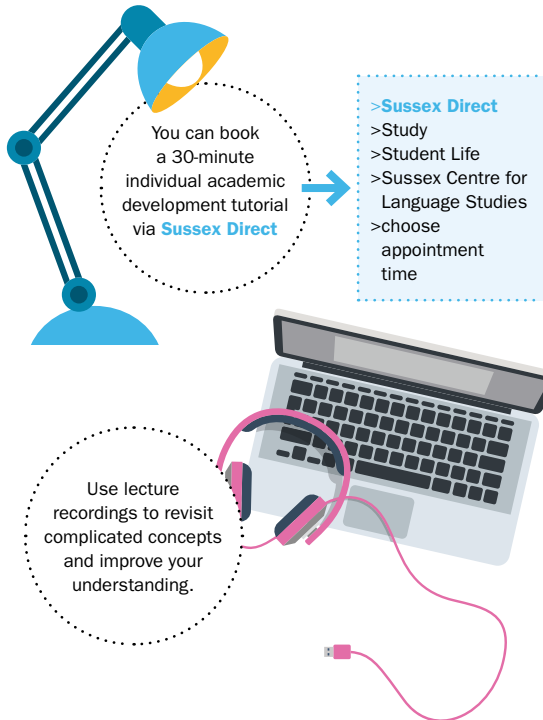 You can book
a 30-minute
individual academic
development tutorial
via Sussex Direct
>Sussex Direct
>Study
>Student Life
>Sussex Centre for
Language Studies
>choose
appointment
time
Use lecture
recordings to revisit
complicated concepts
and improve your
understanding.